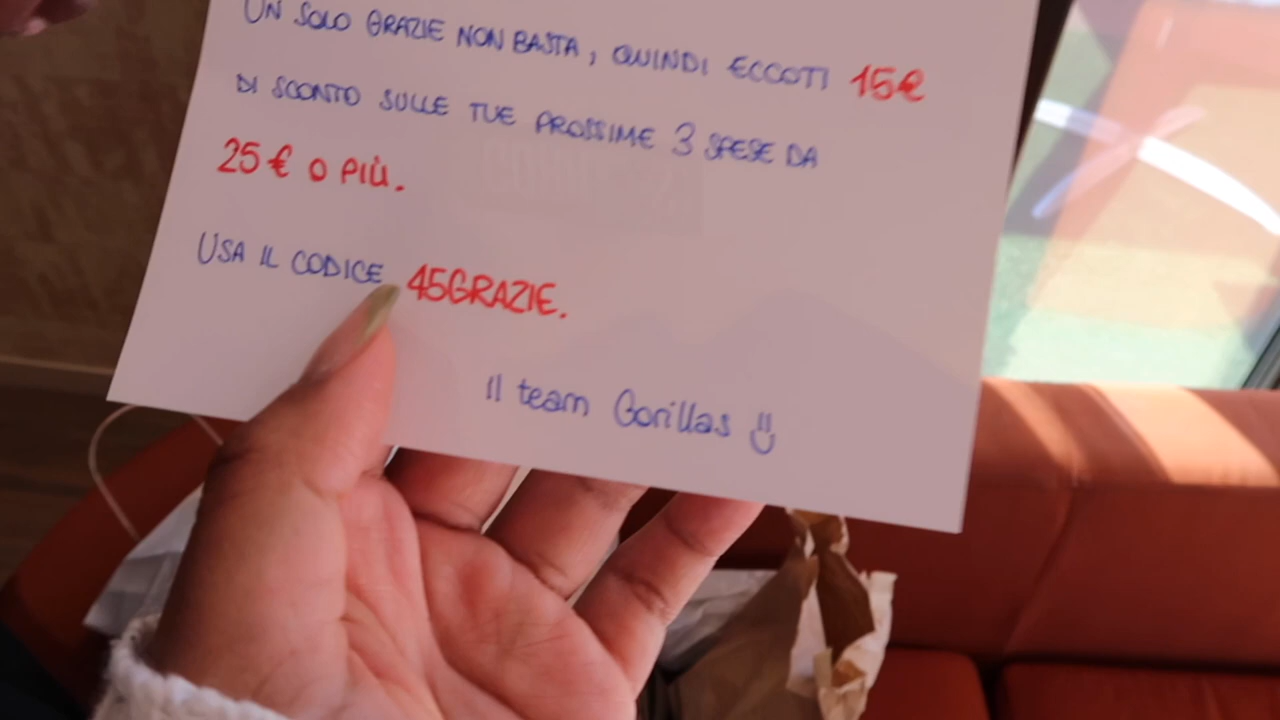 UN SOLO GRAZIE NON BASTA, QUINDI ECCOTI 15€
DI SCONTO SULLE TUE PROSSIME 3 SPESE DA
25€ O PIÙ.
USA IL CODICE 45GRAZIE.
Il team Gorillas